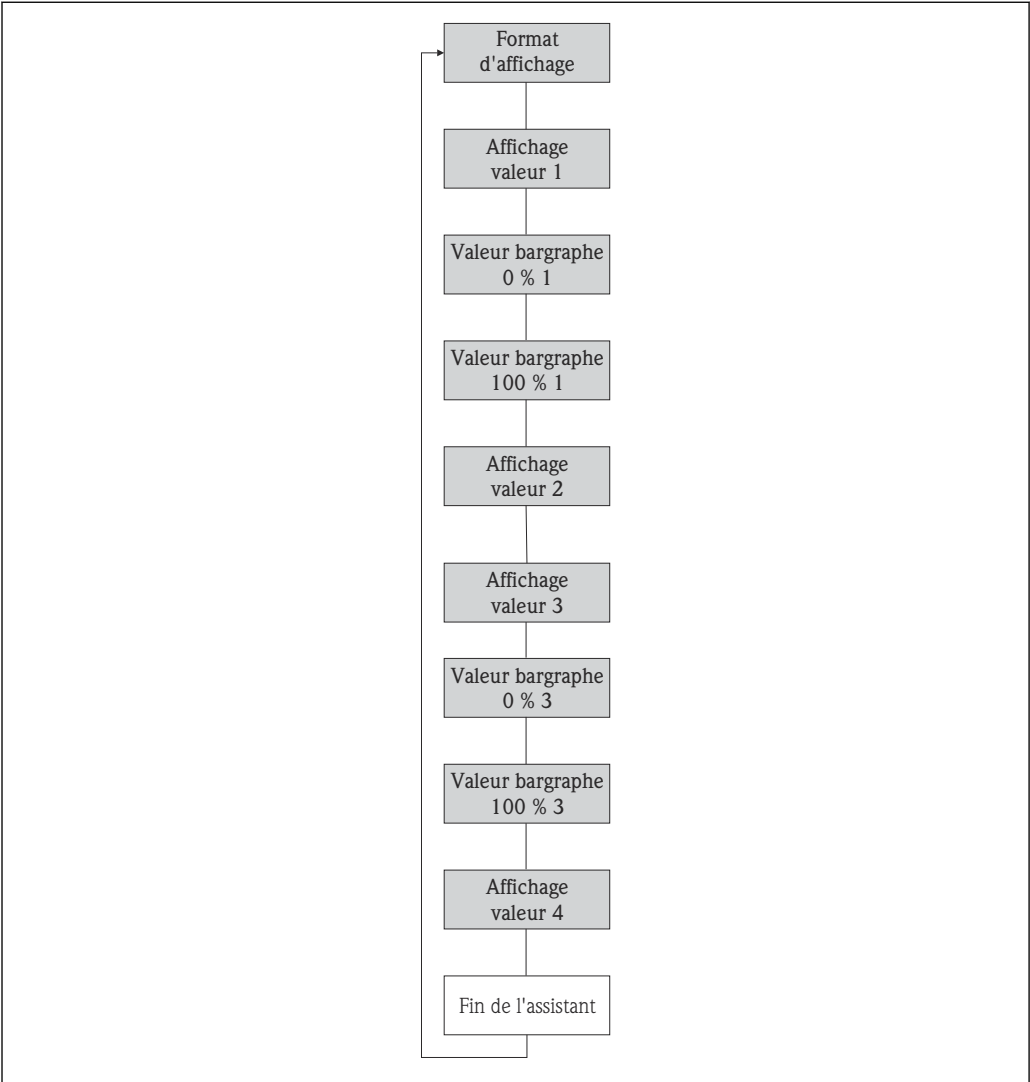 Format
d'affichage
Affichage
valeur 1
Valeur bargraphe
0 % 1
Valeur bargraphe
100 % 1
Affichage
valeur 2
Affichage
valeur 3
Valeur bargraphe
0 % 3
Valeur bargraphe
100 % 3
Affichage
valeur 4
Fin de l'assistant